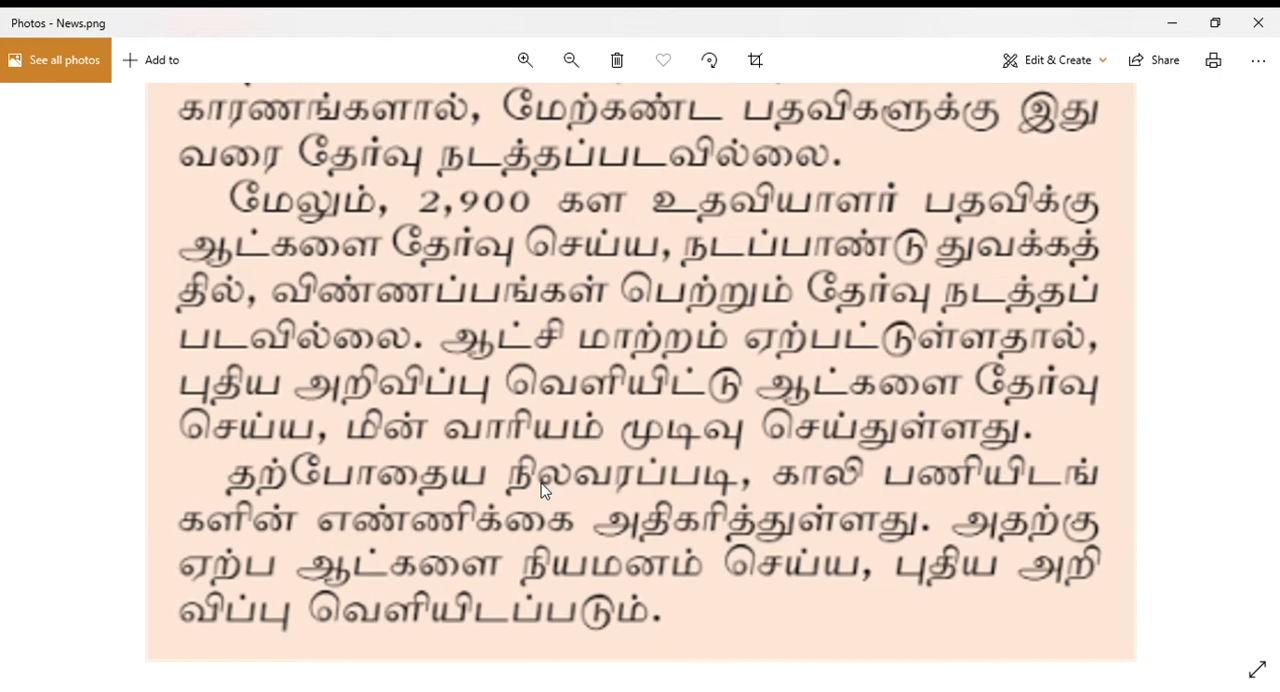 Photos - News.png
See all photos
Add to
Edit & Create
Share
காரணங்களால், மேற்கண்ட பதவிகளுக்கு இது
வரை தேர்வு நடத்தப்படவில்லை.
மேலும், 2,900 கள உதவியாளர் பதவிக்கு
ஆட்களை தேர்வு செய்ய, நடப்பாண்டு துவக்கத்
தில், விண்ணப்பங்கள் பெற்றும் தேர்வு நடத்தப்
படவில்லை. ஆட்சி மாற்றம் ஏற்பட்டுள்ளதால்,
புதிய அறிவிப்பு வெளியிட்டு ஆட்களை தேர்வு
செய்ய, மின் வாரியம் முடிவு செய்துள்ளது.
தற்போதைய நிலவரப்படி, காலி பணியிடங்
களின் எண்ணிக்கை அதிகரித்துள்ளது. அதற்கு
ஏற்ப ஆட்களை நியமனம் செய்ய, புதிய அறி
விப்பு வெளியிடப்படும்.